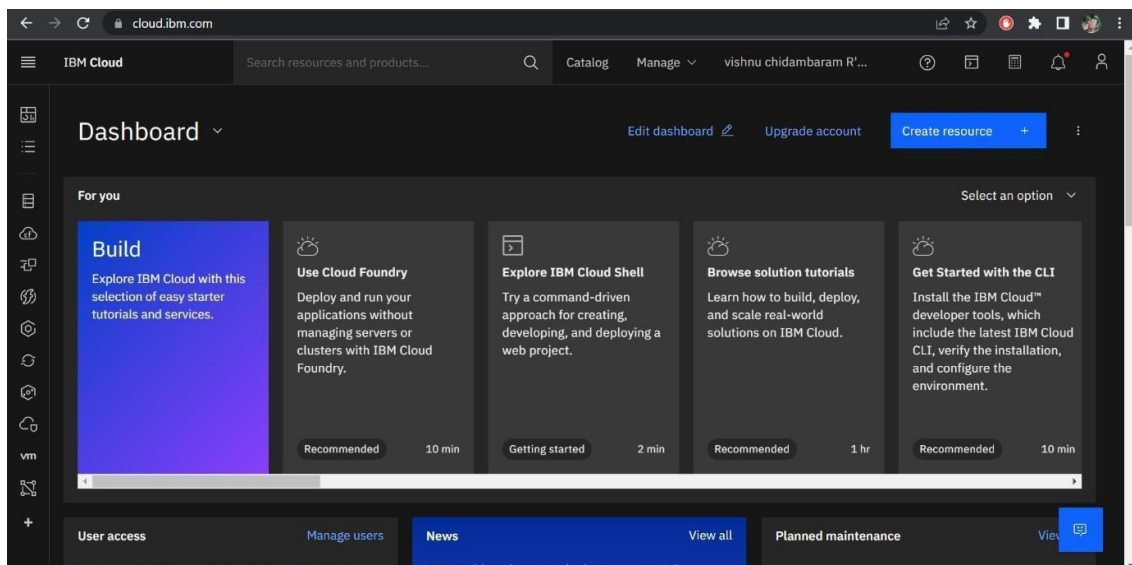 cloud.ibm.com
IBM Cloud
Search resources and products...
Catalog
Manage
vishnu chidambaram R'...
Dashboard
Edit dashboard
Upgrade account
Create resource +
For you
Select an option
Build
Explore IBM Cloud with this
selection of easy starter
tutorials and services.
Use Cloud Foundry
Deploy and run your
applications without
managing servers or
clusters with IBM Cloud
Foundry.
Recommended
10 min
Explore IBM Cloud Shell
Try a command-driven
approach for creating,
developing, and deploying a
web project.
Getting started
2 min
Browse solution tutorials
Learn how to build, deploy,
and scale real-world
solutions on IBM Cloud.
Recommended
1 hr
Get Started with the CLI
Install the IBM Cloud™
developer tools, which
include the latest IBM Cloud
CLI, verify the installation,
and configure the
environment.
Recommended
10 min
vm
User access
Manage users
News
View all
Planned maintenance